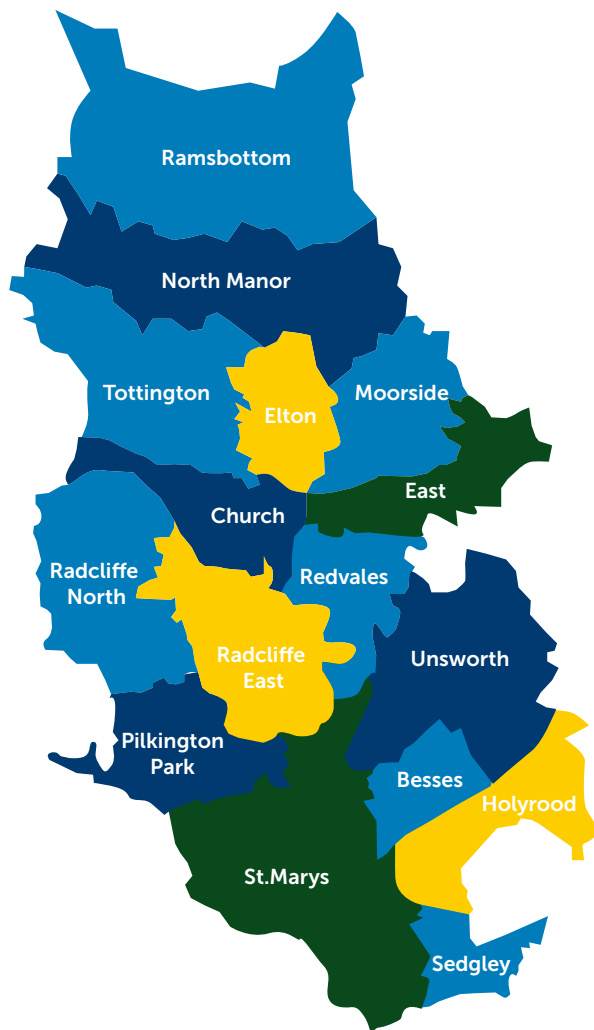 Ramsbottom
North Manor
Tottington
Elton
Moorside
East
Church
Radcliffe
North
Redvales
Radcliffe
East
Unsworth
Pilkington
Park
Besses
Holyrood
St.Marys
Sedgley